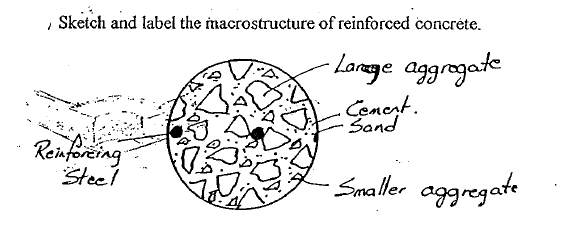 Sketch and label the macrostructure of reinforced concrete.
Large aggregate
Cement.
Sand
Reinforcing
Steel
Smaller aggregate